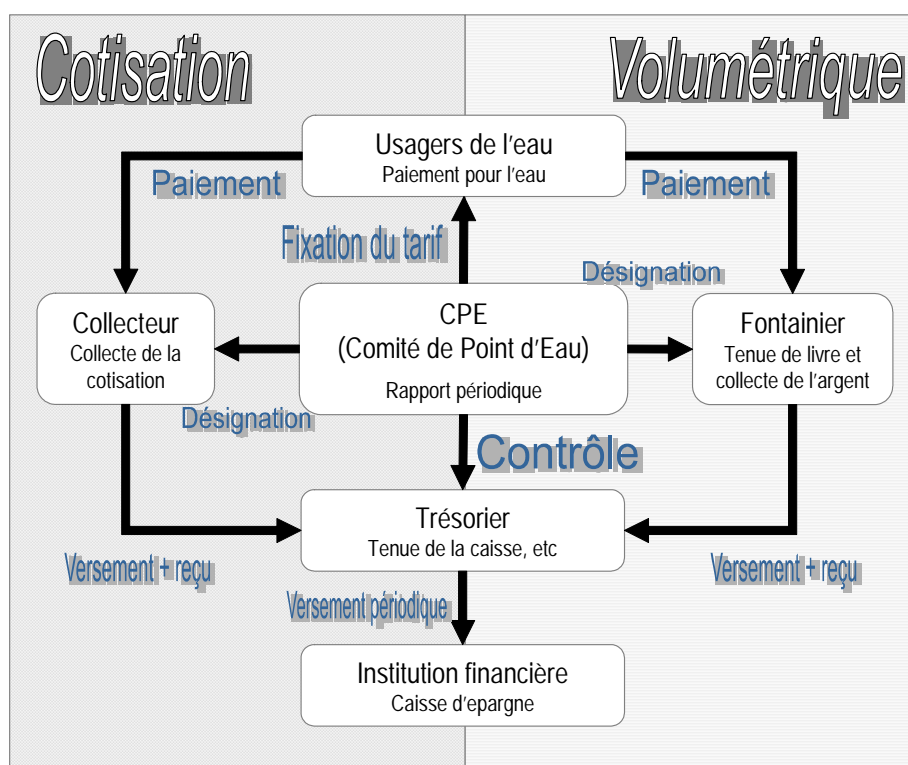 Cotisation
Volumétrique
Usagers de l'eau
Paiement pour l'eau
Paiement
Paiement
Fixation du tarif
Désignation
Collecteur
Collecte de la
cotisation
CPE
(Comité de Point d'Eau)
Rapport périodique
Fontainier
Tenue de livre et
collecte de l'argent
Désignation
Contrôle
Trésorier
Tenue de la caisse, etc
Versement + reçu
Versement + reçu
Versement périodique
Institution financière
Caisse d'epargne